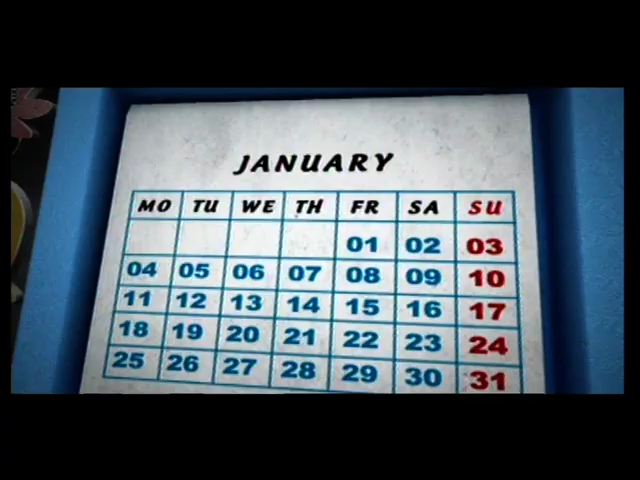 JANUARY
MO TU WE TH FR SA SU
01 02 03
04 05 06 07 08 09 10
11 12 13 14 15 16 17
18 19 20 21 22 23 24
25 26 27 28 29 30 31